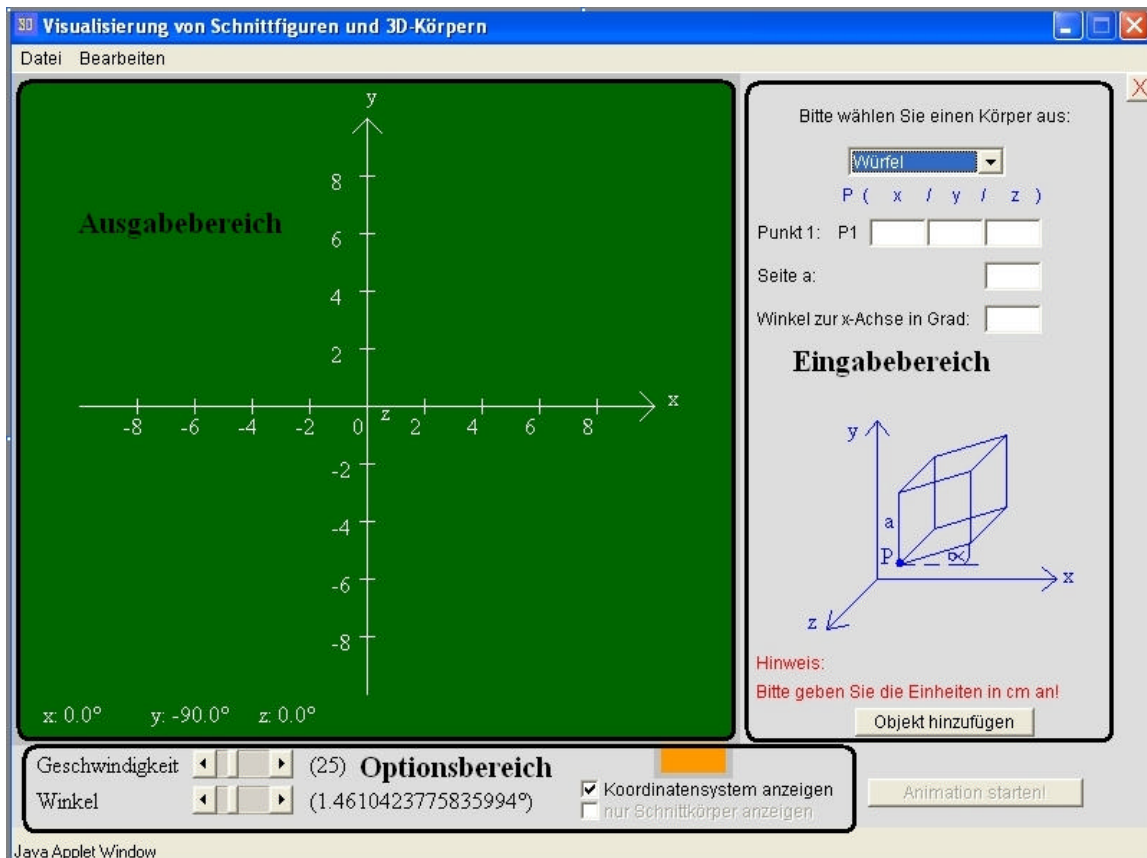 3D Visualisierung von Schnittfiguren und 3D-Körpern
Datei Bearbeiten
y
8
6
4
2
-8 -6 -4 -2 0 z 2 4 6 8 x
-2
-4
-6
-8
Ausgabebereich
x: 0.0° y: -90.0° z: 0.0°
X
Bitte wählen Sie einen Körper aus:
Würfel
P ( x / y / z )
Punkt 1: P1
Seite a:
Winkel zur x-Achse in Grad:
Eingabebereich
y
a
P α
x
z
Hinweis:
Bitte geben Sie die Einheiten in cm an!
Objekt hinzufügen
Geschwindigkeit (25) Optionsbereich
Winkel (1.4610423775835994°)
Koordinatensystem anzeigen
nur Schnittkörper anzeigen
Animation starten!
Java Applet Window